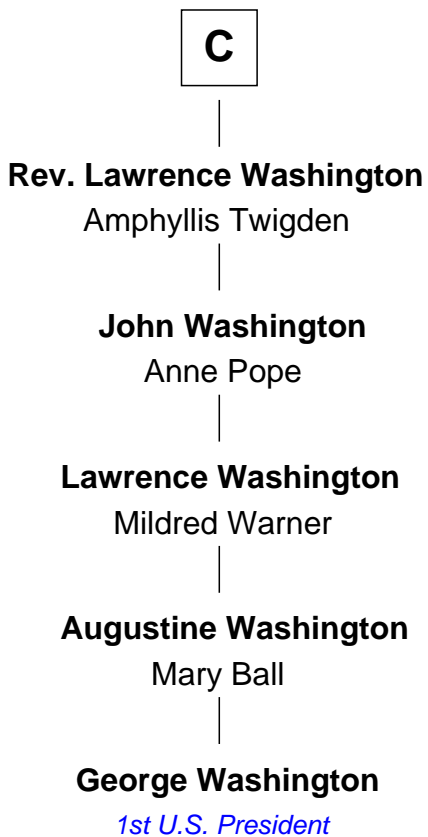 C
Rev. Lawrence Washington
Amphyllis Twigden
John Washington
Anne Pope
Lawrence Washington
Mildred Warner
Augustine Washington
Mary Ball
George Washington
1st U.S. President